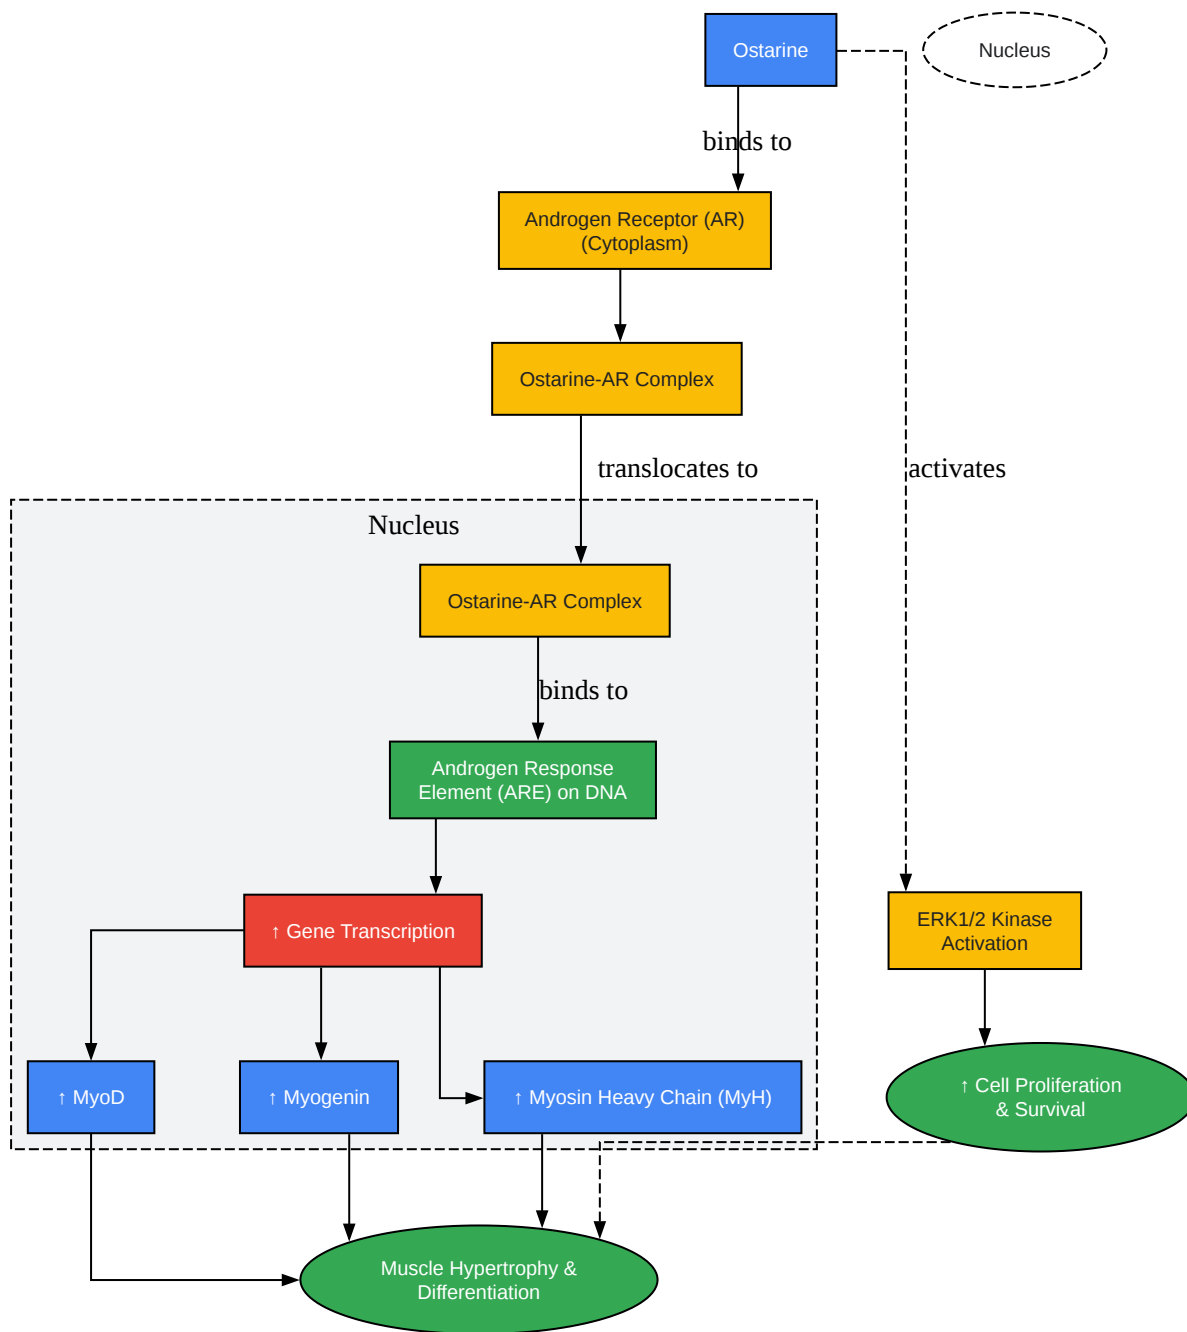 Ostarine
Nucleus
binds to
Androgen Receptor (AR)
(Cytoplasm)
Ostarine-AR Complex
translocates to
activates
Nucleus
Ostarine-AR Complex
binds to
Androgen Response
Element (ARE) on DNA
↑ Gene Transcription
ERK1/2 Kinase
Activation
↑ MyoD
↑ Myogenin
↑ Myosin Heavy Chain (MyH)
↑ Cell Proliferation
& Survival
Muscle Hypertrophy &
Differentiation